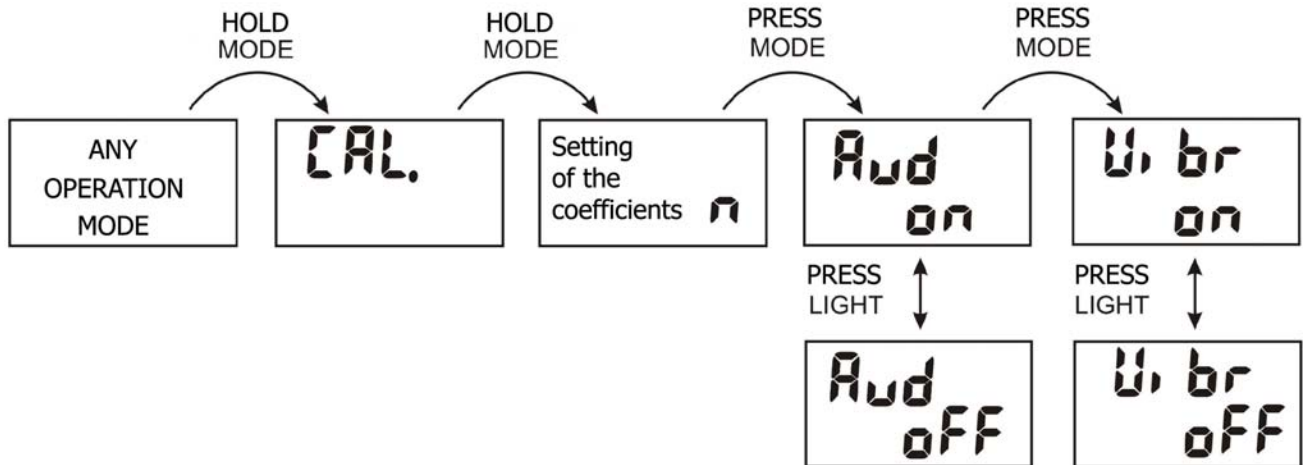 HOLD
MODE
HOLD
MODE
PRESS
MODE
PRESS
MODE
ANY
OPERATION
MODE
CAL.
Setting
of the
coefficients n
Aud
on
Vibr
on
PRESS
LIGHT
PRESS
LIGHT
Aud
oFF
Vibr
oFF